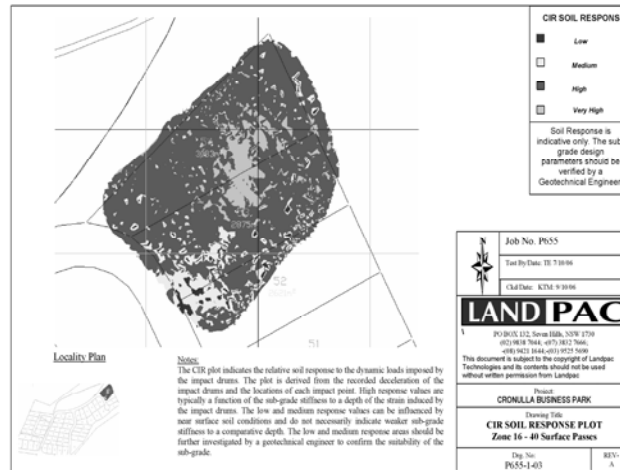 CIR SOIL RESPONS
Low
Medium
High
Very High
Soil Response is
indicative only. The sub
grade design
parameters should be
verified by a
Geotechnical Engineer
52
51
N
Job No. P655
Test By/Date: TE 7/10/06
Ckd/Date: KTM: 9/10/06
LANDPAC
PO BOX 132, Seven Hills, NSW 1730
(02) 9838 7644; (07) 3832 7666;
(08) 9421 1644; (03) 9525 5690
This document is subject to the copyright of Landpac
Technologies and its contents should not be used
without written permission from Landpac
Project:
CRONULLA BUSINESS PARK
Drawing Title
CIR SOIL RESPONSE PLOT
Zone 16 - 40 Surface Passes
Drg. No:
P655-1-03
REV-
A
Locality Plan
Notes:
The CIR plot indicates the relative soil response to the dynamic loads imposed by
the impact drums. The plot is derived from the recorded deceleration of the
impact drums and the locations of each impact point. High response values are
typically a function of the sub-grade stiffness to a depth of the strain induced by
the impact drums. The low and medium response values can be influenced by
near surface soil conditions and do not necessarily indicate weaker sub-grade
stiffness to a comparative depth. The low and medium response areas should be
further investigated by a geotechnical engineer to confirm the suitability of the
sub-grade.